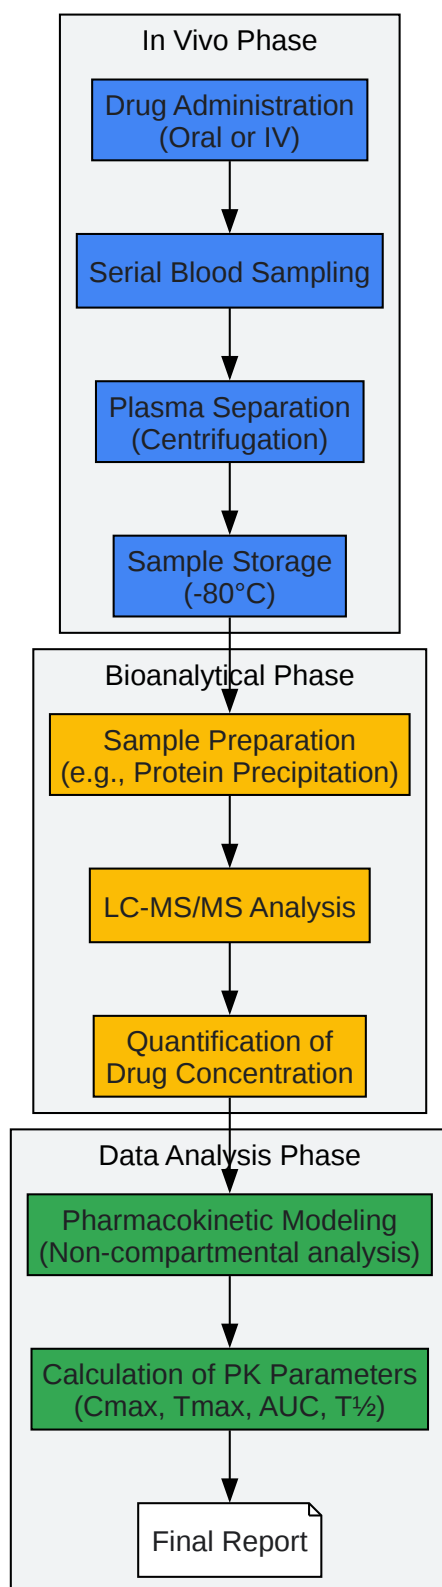 In Vivo Phase
Drug Administration
(Oral or IV)
Serial Blood Sampling
Plasma Separation
(Centrifugation)
Sample Storage
(-80°C)
Bioanalytical Phase
Sample Preparation
(e.g., Protein Precipitation)
LC-MS/MS Analysis
Quantification of
Drug Concentration
Data Analysis Phase
Pharmacokinetic Modeling
(Non-compartmental analysis)
Calculation of PK Parameters
(Cmax, Tmax, AUC, T½)
Final Report